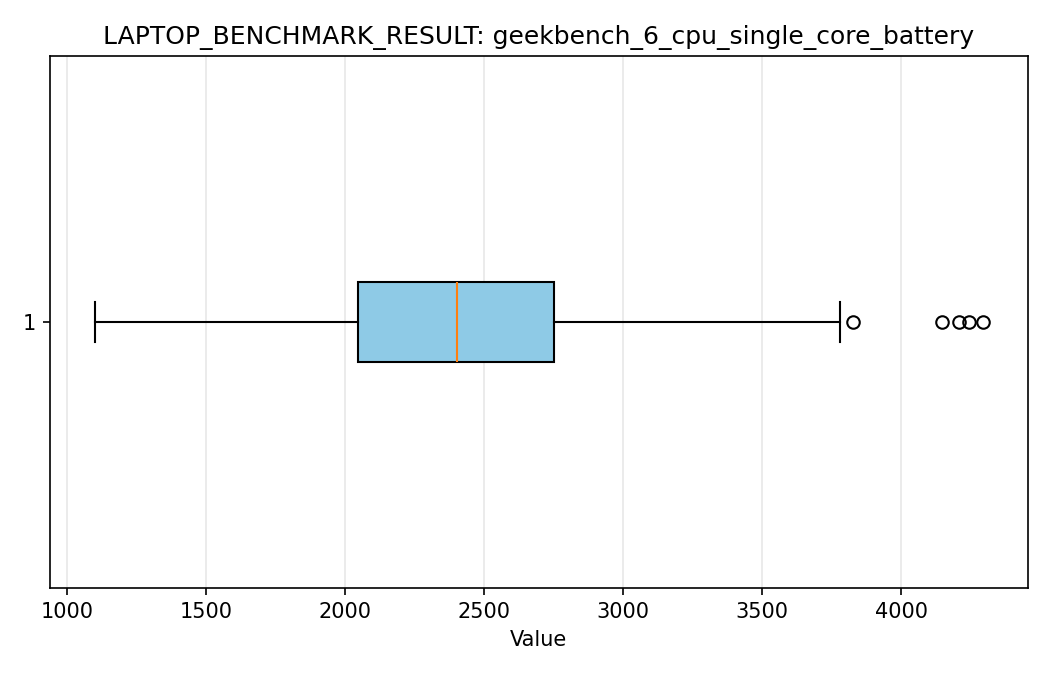 LAPTOP_BENCHMARK_RESULT: geekbench_6_cpu_single_core_battery
1
1000 1500 2000 2500 3000 3500 4000
Value